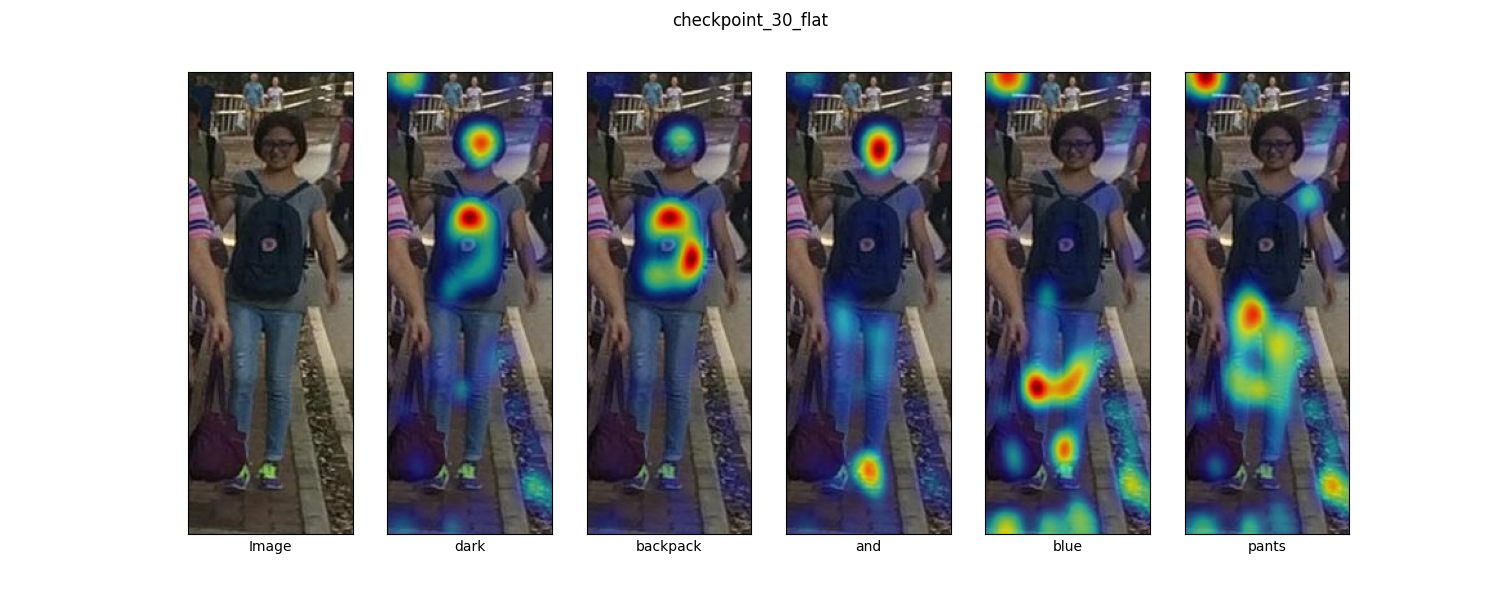 checkpoint_30_flat
Image
dark
backpack
and
blue
pants